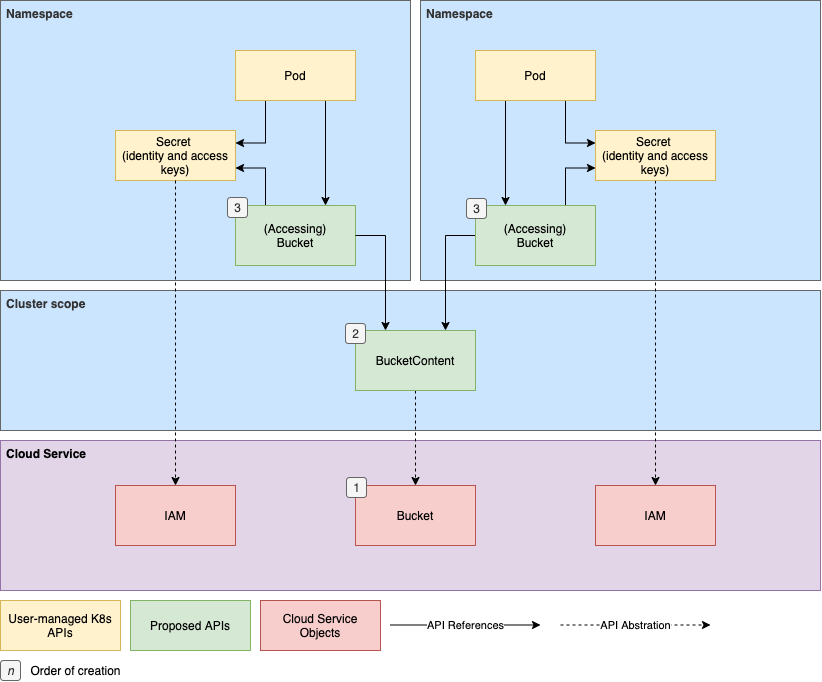 Namespace
Namespace
Pod
Pod
Secret
(identity and access
keys)
Secret
(identity and access
keys)
3
(Accessing)
Bucket
3
(Accessing)
Bucket
Cluster scope
2
BucketContent
Cloud Service
IAM
1
Bucket
IAM
User-managed K8s
APIs
Proposed APIs
Cloud Service
Objects
API References
API Abstration
n
Order of creation